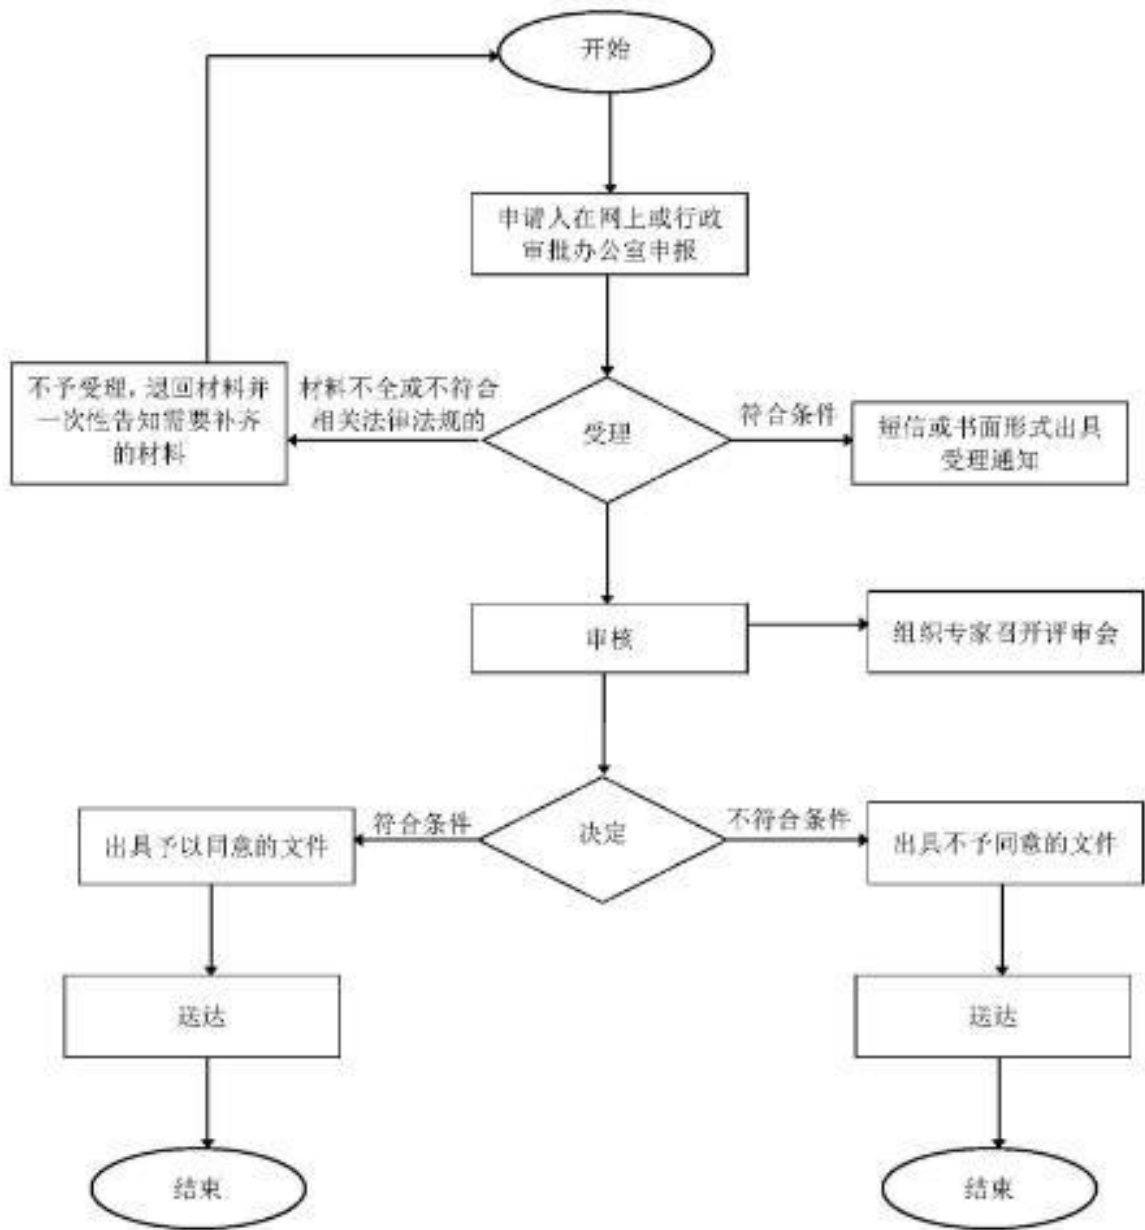 开始
申请人在网上或行政
审批办公室申报
不予受理，退回材料并
一次性告知需要补齐
的材料
材料不全或不符合
相关法律法规的
受理
符合条件
短信或书面形式出具
受理通知
审核
组织专家召开评审会
出具予以同意的文件
符合条件
决定
不符合条件
出具不予同意的文件
送达
送达
结束
结束